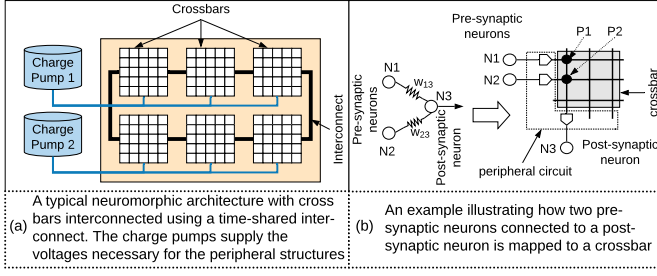 Crossbars
Charge
Pump 1
Charge
Pump 2
Interconnect
(a)
A typical neuromorphic architecture with cross
bars interconnected using a time-shared inter-
connect. The charge pumps supply the
voltages necessary for the peripheral structures
Pre-synaptic
neurons
N1
N2
w13
w23
N3
Post-synaptic
neuron
Pre-synaptic
neurons
P1
P2
N1
N2
crossbar
N3
Post-synaptic
neuron
peripheral circuit
(b)
An example illustrating how two pre-
synaptic neurons connected to a post-
synaptic neuron is mapped to a crossbar